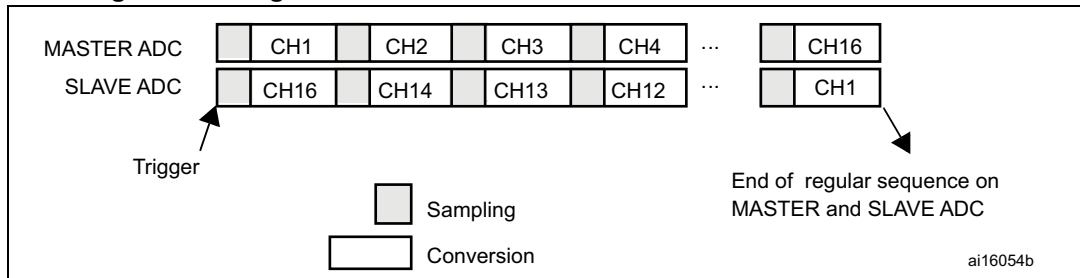 MASTER ADC CH1 CH2 CH3 CH4 ... CH16
SLAVE ADC CH16 CH14 CH13 CH12 ... CH1
Trigger
End of regular sequence on
MASTER and SLAVE ADC
Sampling
Conversion
ai16054b